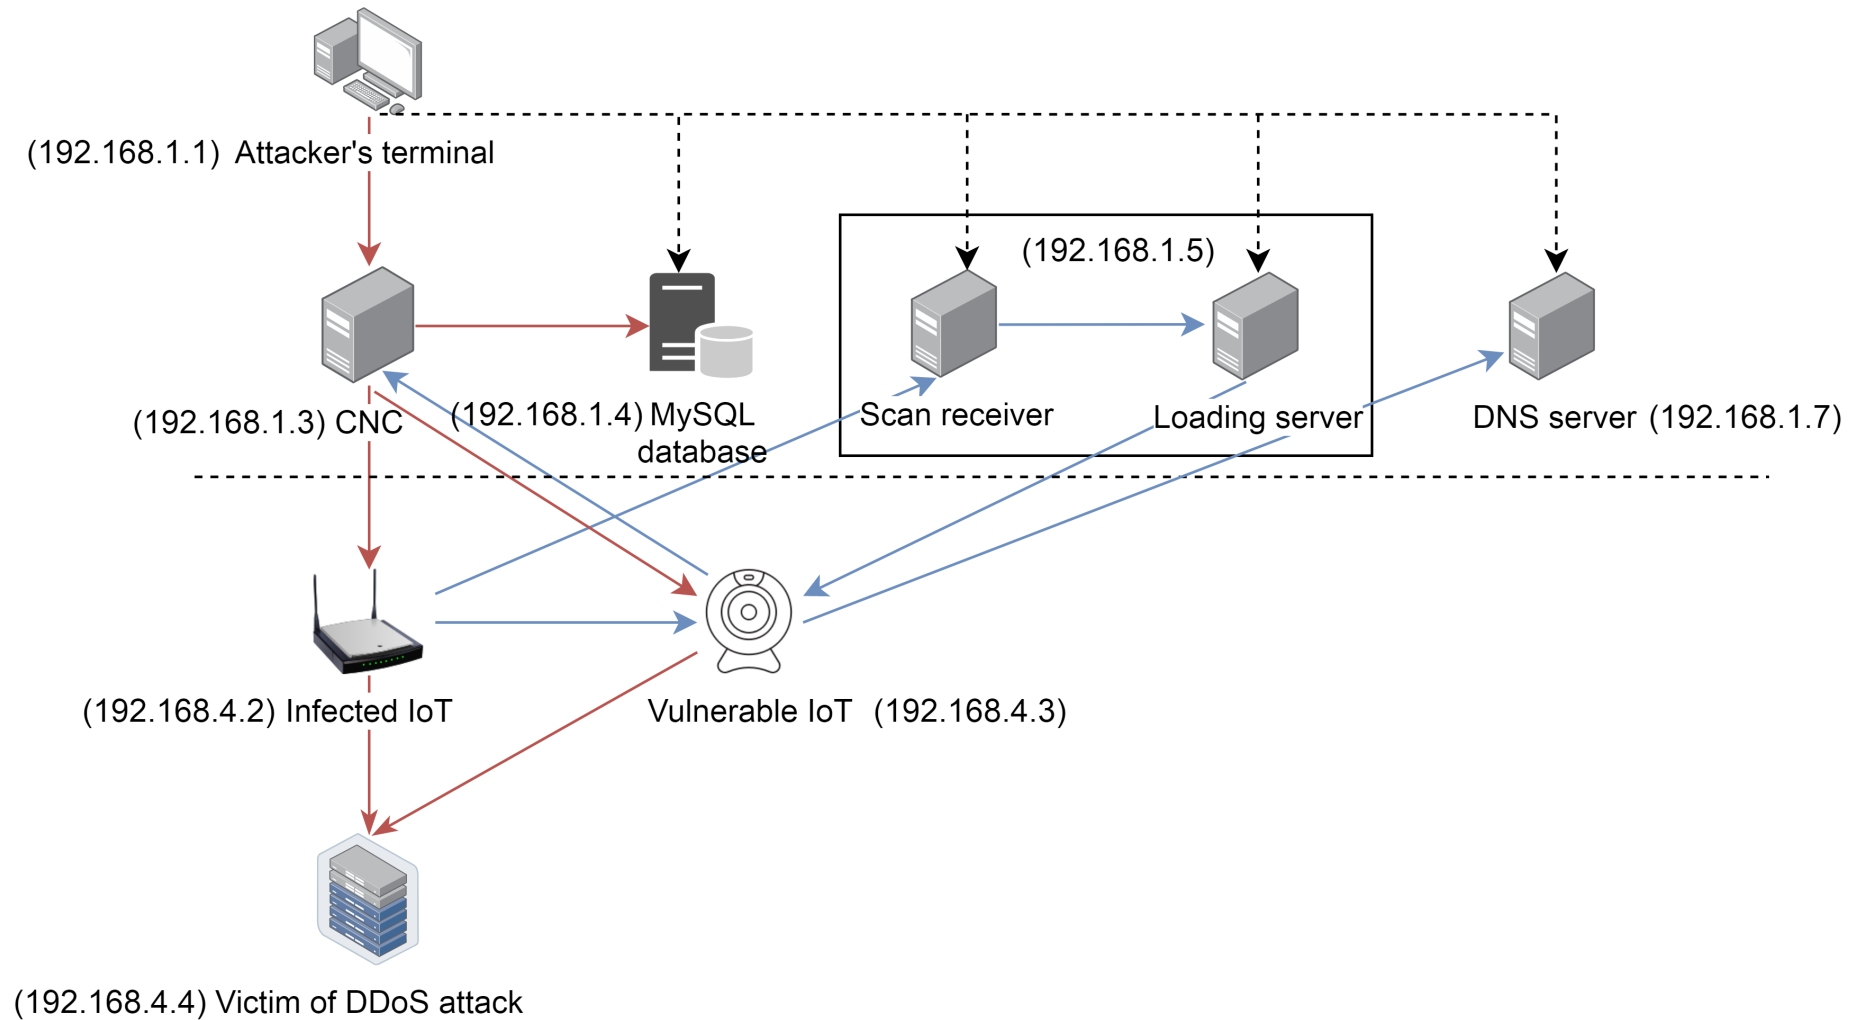 (192.168.1.1) Attacker's terminal
(192.168.1.5)
(192.168.1.3) CNC
(192.168.1.4) MySQL
database
Scan receiver
Loading server
DNS server (192.168.1.7)
(192.168.4.2) Infected IoT
Vulnerable IoT (192.168.4.3)
(192.168.4.4) Victim of DDoS attack